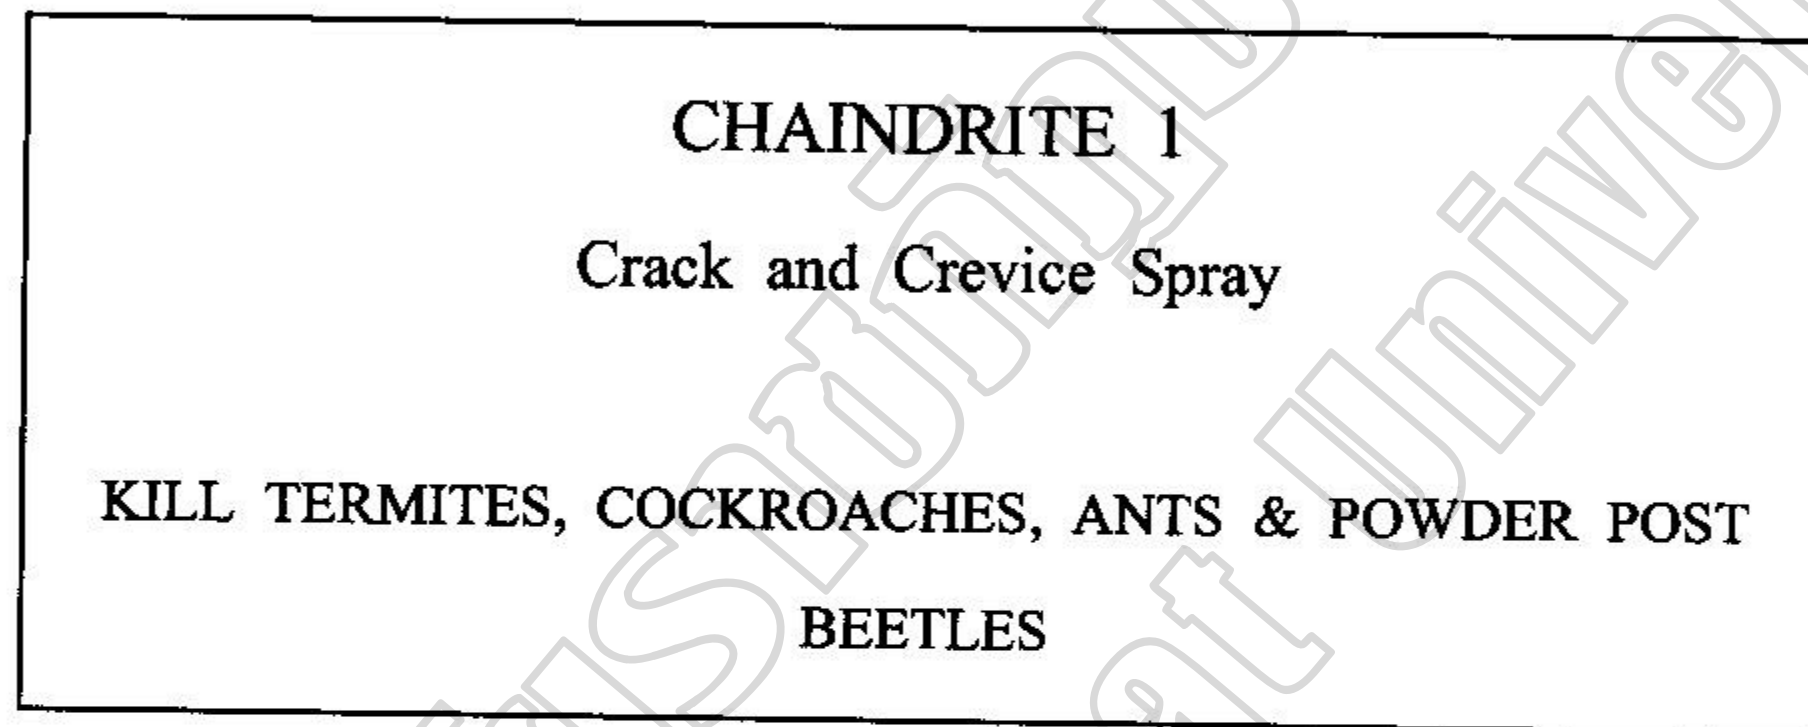 CHAINDRITE 1
Crack and Crevice Spray
KILL TERMITES, COCKROACHES, ANTS & POWDER POST
BEETLES